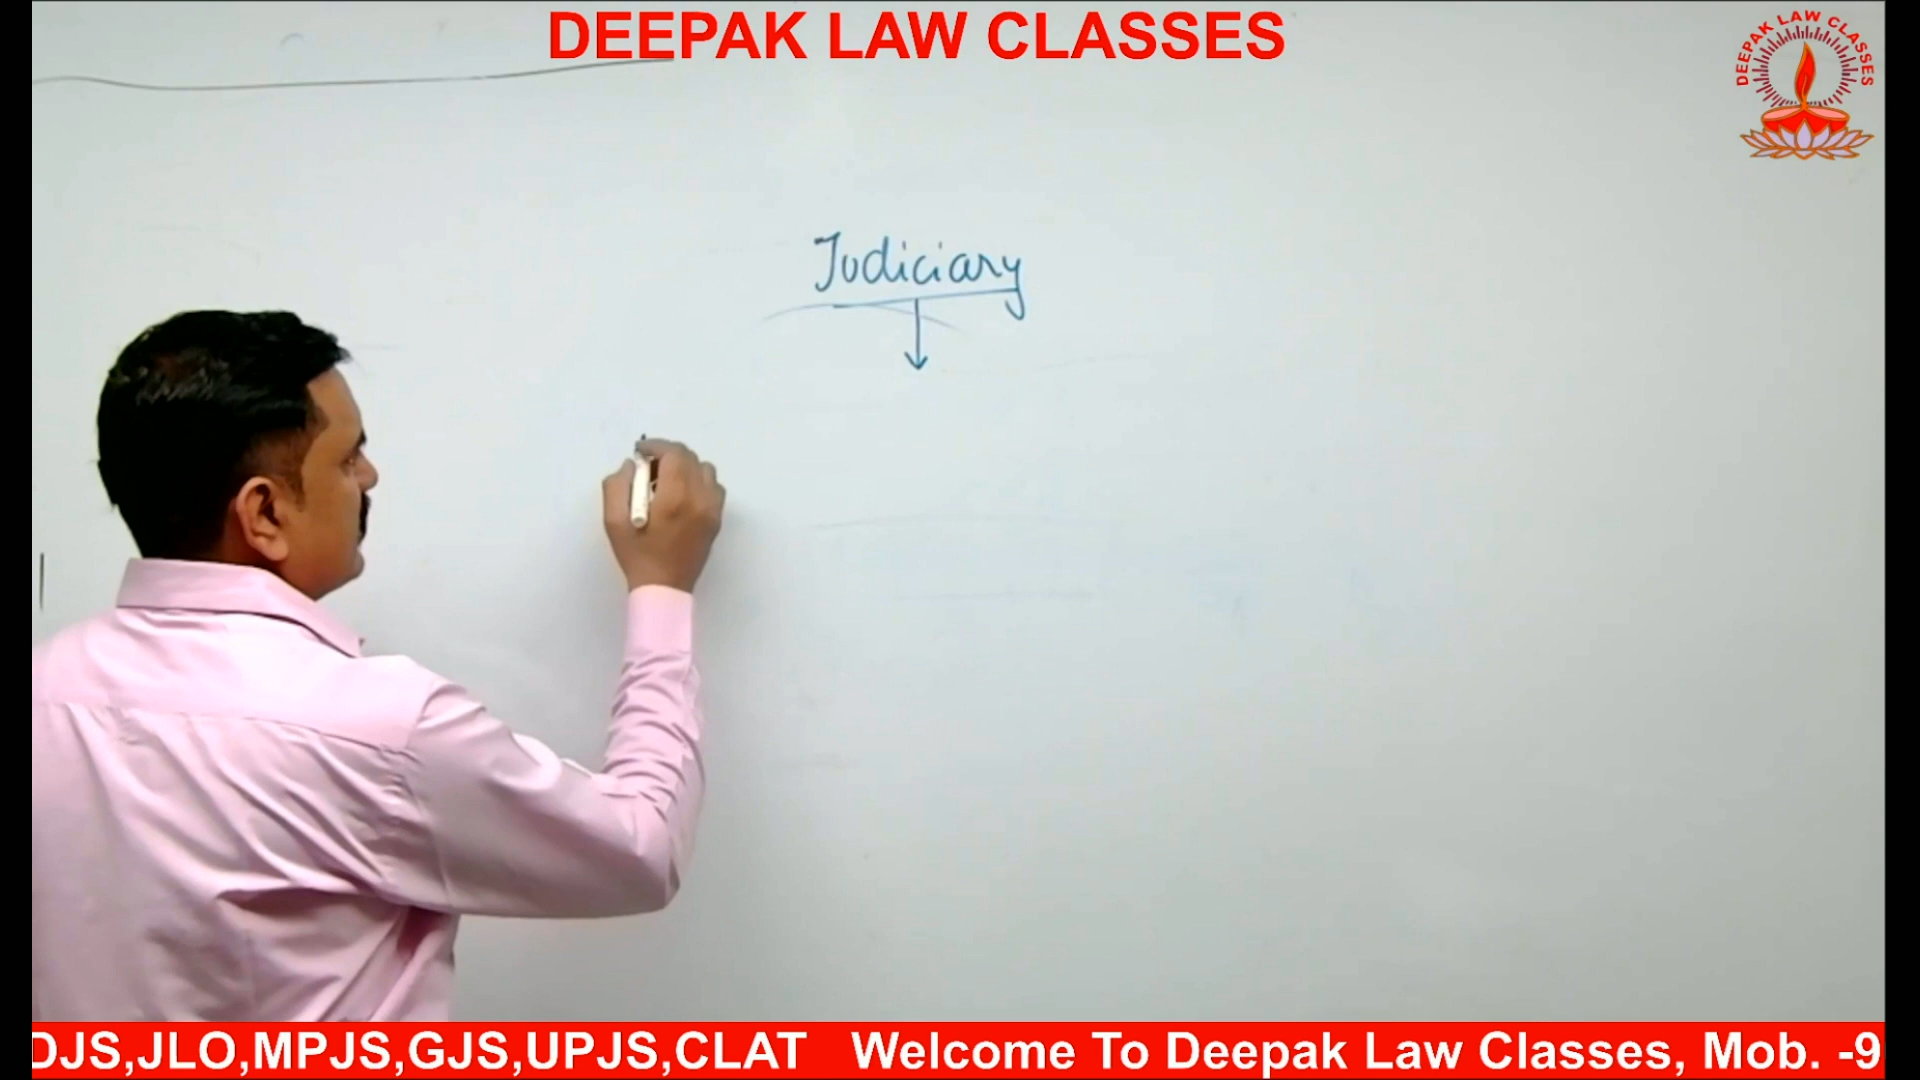 DEEPAK LAW CLASSES
DEEPAK LAW CLASSES
Judiciary
DJS,JLO,MPJS,GJS,UPJS,CLAT Welcome To Deepak Law Classes, Mob. -9